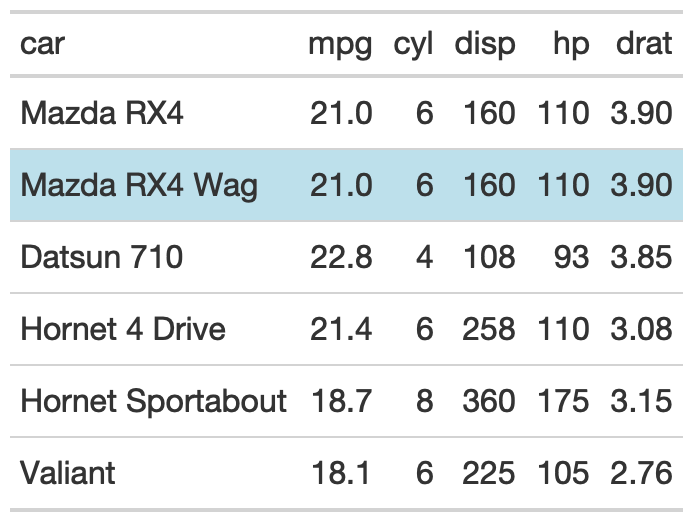 car mpg cyl disp hp drat
Mazda RX4 21.0 6 160 110 3.90
Mazda RX4 Wag 21.0 6 160 110 3.90
Datsun 710 22.8 4 108 93 3.85
Hornet 4 Drive 21.4 6 258 110 3.08
Hornet Sportabout 18.7 8 360 175 3.15
Valiant 18.1 6 225 105 2.76